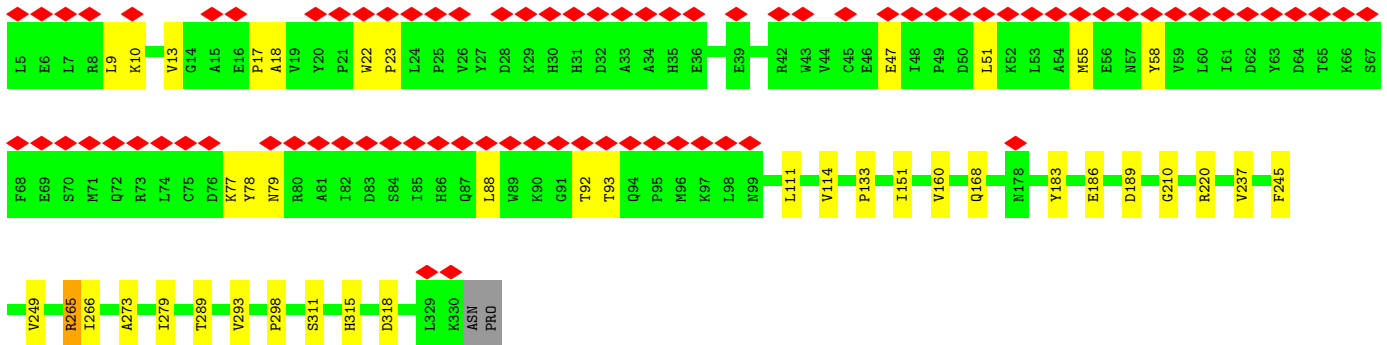 L5 E6 L7 R8 L9 K10 V13 G14 A15 E16 P17 A18 V19 Y20 P21 W22 P23 L24 P25 V26 Y27 D28 K29 H30 H31 D32 A33 A34 H35 E36 E39 R42 W43 V44 C45 E46 E47 I48 P49 D50 L51 K52 L53 A54 M55 E56 N57 Y58 V59 L60 I61 D62 Y63 D64 T65 K66 S67
F68 E69 S70 M71 Q72 R73 L74 C75 D76 K77 Y78 N79 R80 A81 I82 D83 S84 I85 H86 Q87 L88 W89 K90 G91 T92 T93 Q94 P95 M96 K97 L98 N99 L111 V114 P133 I151 V160 Q168 N178 Y183 E186 D189 G210 R220 V237 F245
V249 R265 I266 A273 I279 T289 V293 P298 S311 H315 D318 L329 K330 ASN PRO